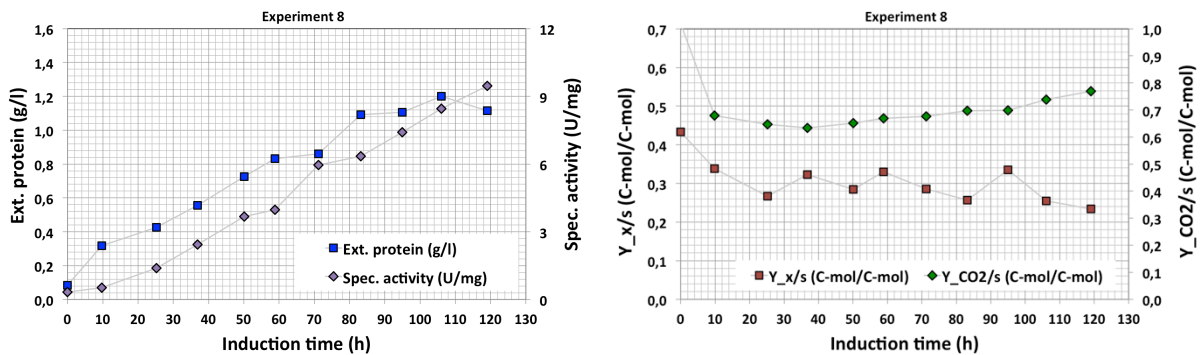 Experiment 8
Ext. protein (g/l)
1,6
1,4
1,2
1,0
0,8
0,6
0,4
0,2
0,0
12
9
6
3
0
Spec. activity (U/mg)
Ext. protein (g/l)
Spec. activity (U/mg)
0 10 20 30 40 50 60 70 80 90 100 110 120 130
Induction time (h)
Experiment 8
Y_x/s (C-mol/C-mol)
0,7
0,6
0,5
0,4
0,3
0,2
0,1
0,0
1,0
0,9
0,8
0,7
0,6
0,5
0,4
0,3
0,2
0,1
0,0
Y_CO2/s (C-mol/C-mol)
Y_x/s (C-mol/C-mol) Y_CO2/s (C-mol/C-mol)
0 10 20 30 40 50 60 70 80 90 100 110 120 130
Induction time (h)